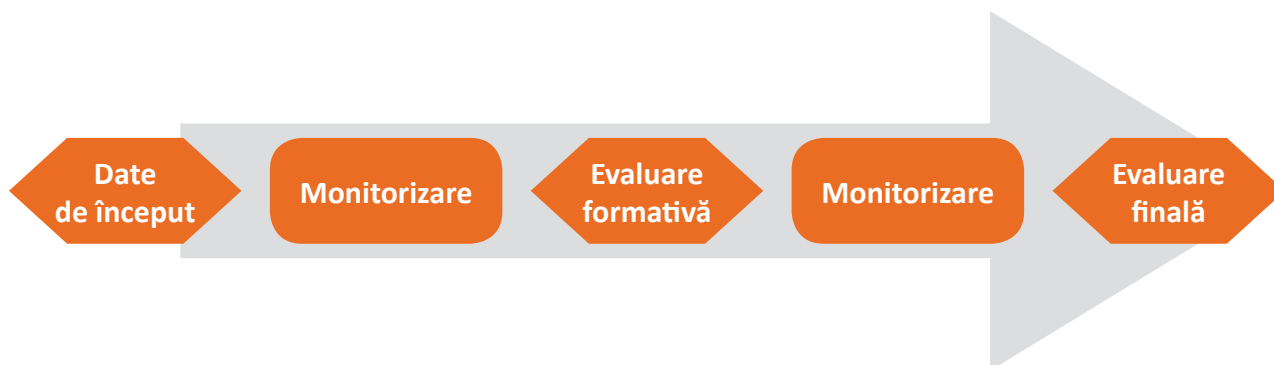 Date
de început
Monitorizare
Evaluare
formativă
Monitorizare
Evaluare
finală